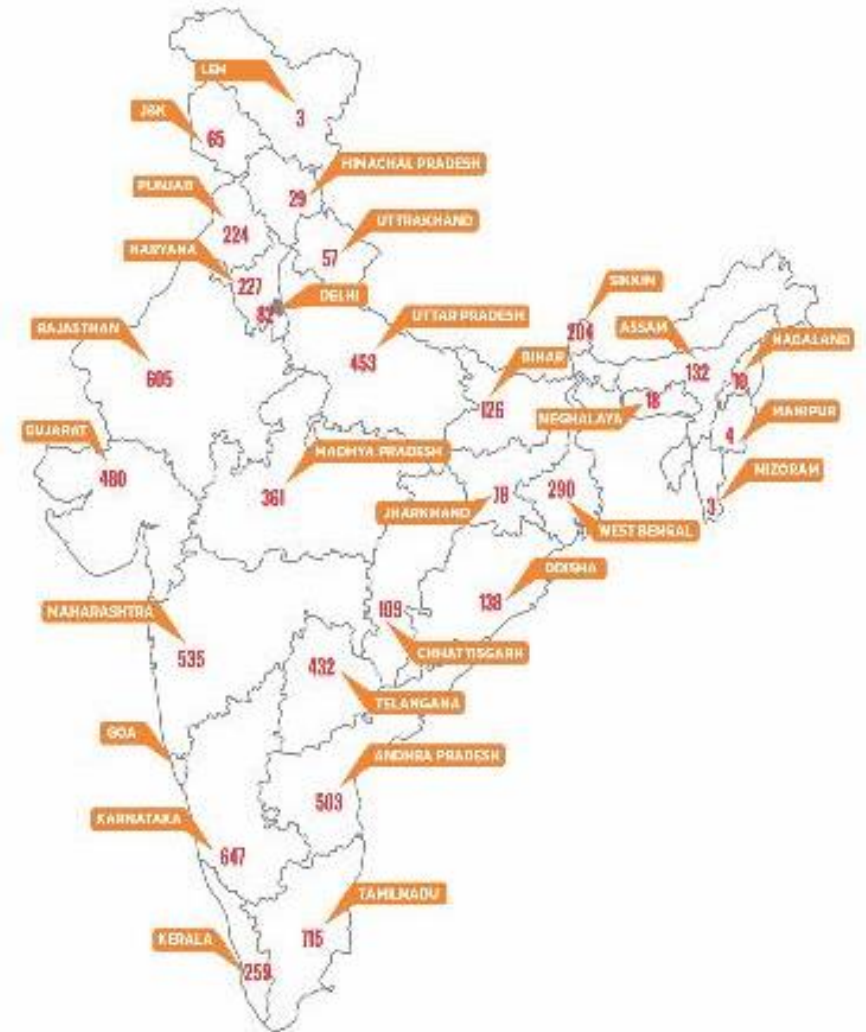 LEH
3
J&K
65
HIMACHAL PRADESH
29
PUNJAB
224
UTTRAKHAND
57
HARYANA
227
DELHI
82
SIKKIM
204
RAJASTHAN
605
UTTAR PRADESH
453
ASSAM
132
NAGALAND
10
BIHAR
126
MEGHALAYA
18
MANIPUR
4
GUJARAT
480
MADHYA PRADESH
361
MIZORAM
3
JHARKHAND
78
290
WEST BENGAL
ODISHA
138
MAHARASHTRA
535
109
CHHATTISGARH
432
TELANGANA
GOA
ANDHRA PRADESH
503
KARNATAKA
647
TAMILNADU
715
KERALA
259